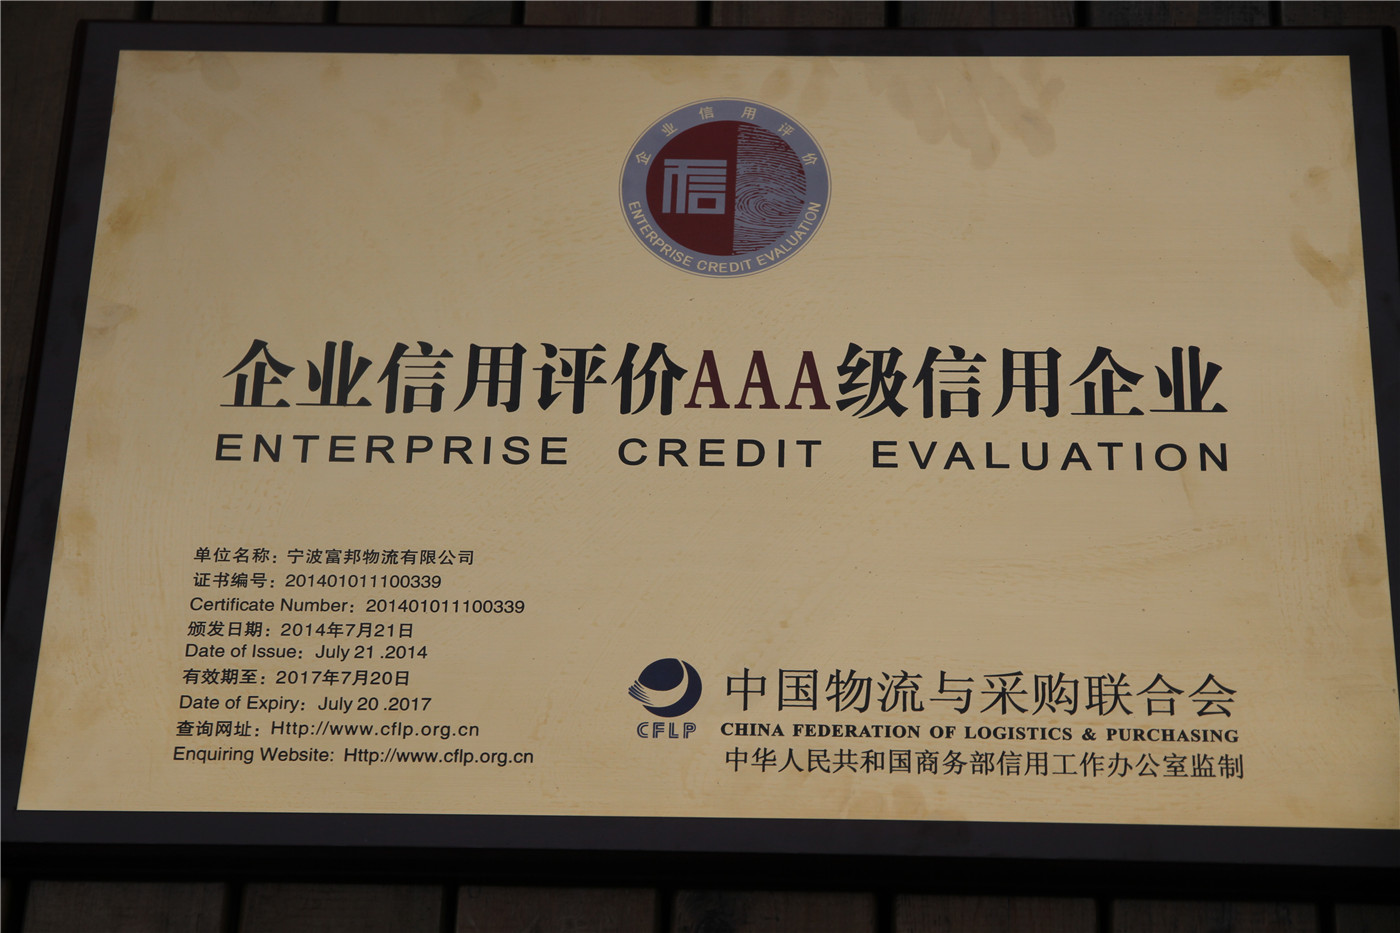 企业信用评价
信
ENTERPRISE CREDIT EVALUATION
企业信用评价AAA级信用企业
ENTERPRISE CREDIT EVALUATION
单位名称：宁波富邦物流有限公司
证书编号：201401011100339
Certificate Number：201401011100339
颁发日期：2014年7月21日
Date of Issue：July 21 .2014
有效期至：2017年7月20日
Date of Expiry：July 20 .2017
查询网址：Http://www.cflp.org.cn
Enquiring Website: Http://www.cflp.org.cn
CFLP
中国物流与采购联合会
CHINA FEDERATION OF LOGISTICS & PURCHASING
中华人民共和国商务部信用工作办公室监制